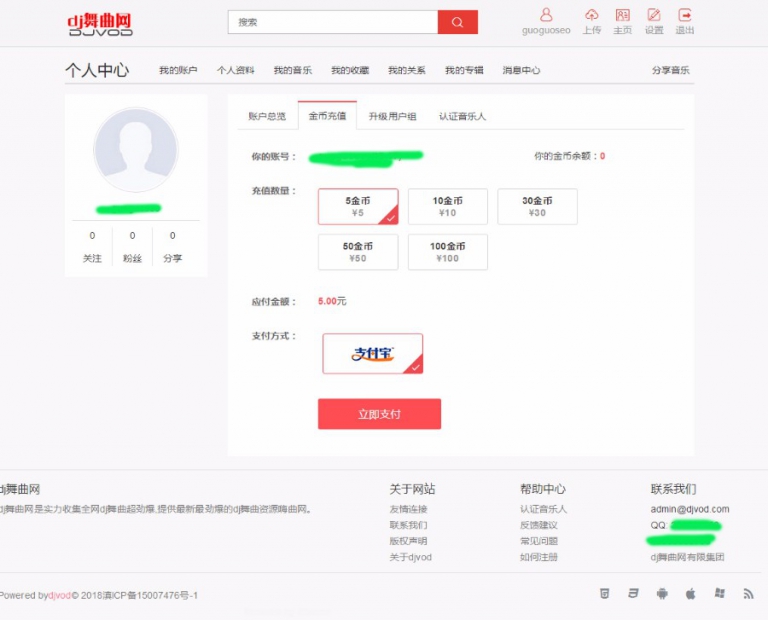 dj舞曲网
DJVOD
搜索
guoguoseo 上传 主页 设置 退出
个人中心 我的账户 个人资料 我的音乐 我的收藏 我的关系 我的专辑 消息中心 分享音乐
账户总览 金币充值 升级用户组 认证音乐人
你的账号： 你的金币余额：0
充值数量：
5金币 10金币 30金币
¥5 ¥10 ¥30
50金币 100金币
¥50 ¥100
0 0 0
关注 粉丝 分享
应付金额： 5.00元
支付方式：
支付宝
立即支付
dj舞曲网 关于网站 帮助中心 联系我们
dj舞曲网是实力收集全网dj舞曲超劲爆,提供最新最劲爆的dj舞曲资源嗨曲网。 友情连接 认证音乐人 admin@djvod.com
联系我们 反馈建议 QQ:
版权声明 常见问题
关于djvod 如何注册 dj舞曲网有限集团
Powered bydjvod© 2018滇ICP备15007476号-1